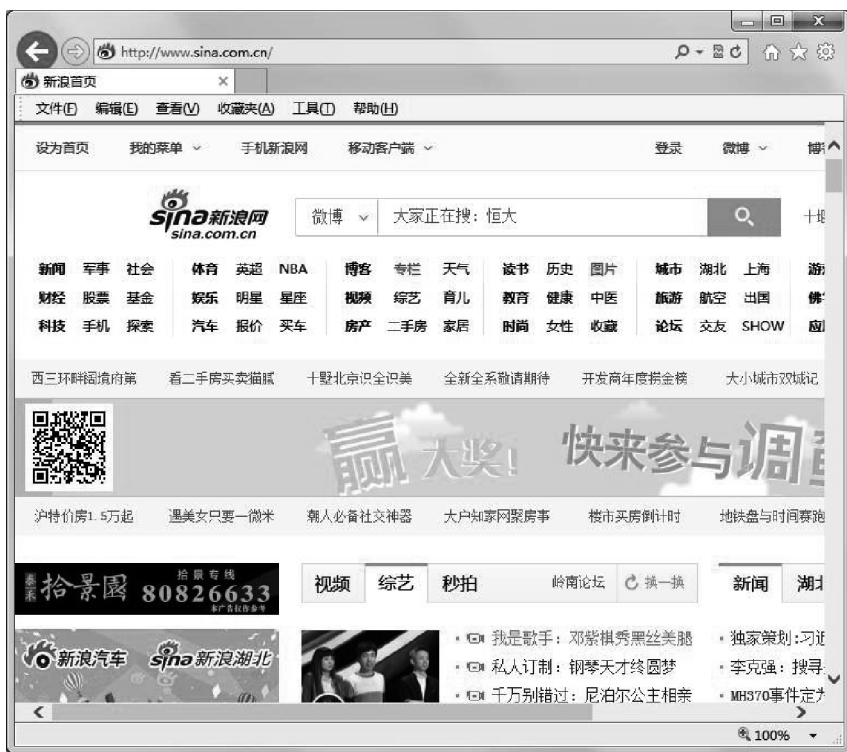 http://www.sina.com.cn/
新浪首页
文件(F) 编辑(E) 查看(V) 收藏夹(A) 工具(T) 帮助(H)
设为首页 我的菜单 手机新浪网 移动客户端 登录 微博
sina新浪网
sina.com.cn
微博 大家正在搜：恒大
新闻 军事 社会 体育 英超 NBA 博客 专栏 天气 读书 历史 图片 城市 湖北 上海
财经 股票 基金 娱乐 明星 星座 视频 综艺 育儿 教育 健康 中医 旅游 航空 出国
科技 手机 探索 汽车 报价 买车 房产 二手房 家居 时尚 女性 收藏 论坛 交友 SHOW
西三环畔阔境府第 看二手房买卖猫腻 十墅北京识全识美 全新全系敬请期待 开发商年度捞金榜 大小城市双城记
赢大奖! 快来参与调
沪特价房1.5万起 遇美女只要一微米 潮人必备社交神器 大户知家网聚房事 楼市买房倒计时 地铁盘与时间赛跑
泰禾 拾景園 拾景专线
80826633
本广告仅作参考
视频 综艺 秒拍 岭南论坛 换一换 新闻 湖
新浪汽车 sina新浪湖北
我是歌手：邓紫棋秀黑丝美腿 独家策划:习近
私人订制：钢琴天才终圆梦 李克强：搜寻
千万别错过：尼泊尔公主相亲 MH370事件定为
100%